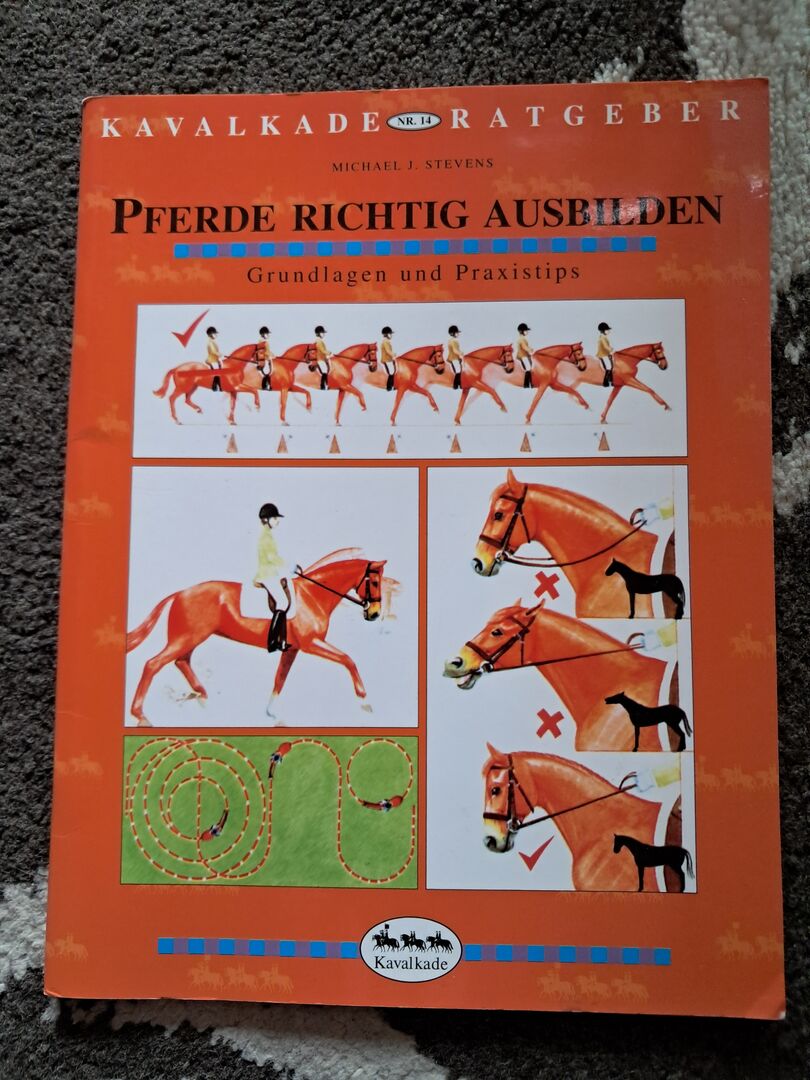 KAVALKADE NR. 14 RATGEBER
MICHAEL J. STEVENS
PFERDE RICHTIG AUSBILDEN
Grundlagen und Praxistips
Kavalkade